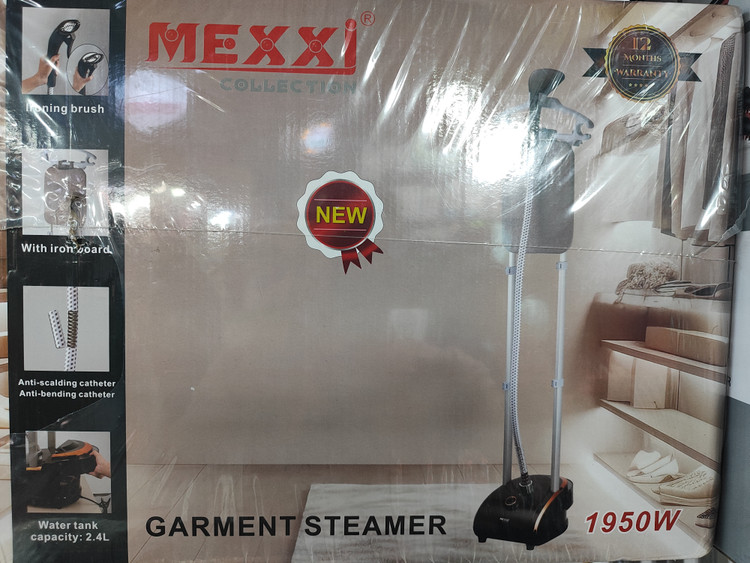 MEXXI®
COLLECTION
12
MONTHS
WARRANTY
Ironing brush
With iron board
Anti-scalding catheter
Anti-bending catheter
Water tank
capacity: 2.4L
NEW
GARMENT STEAMER
1950W